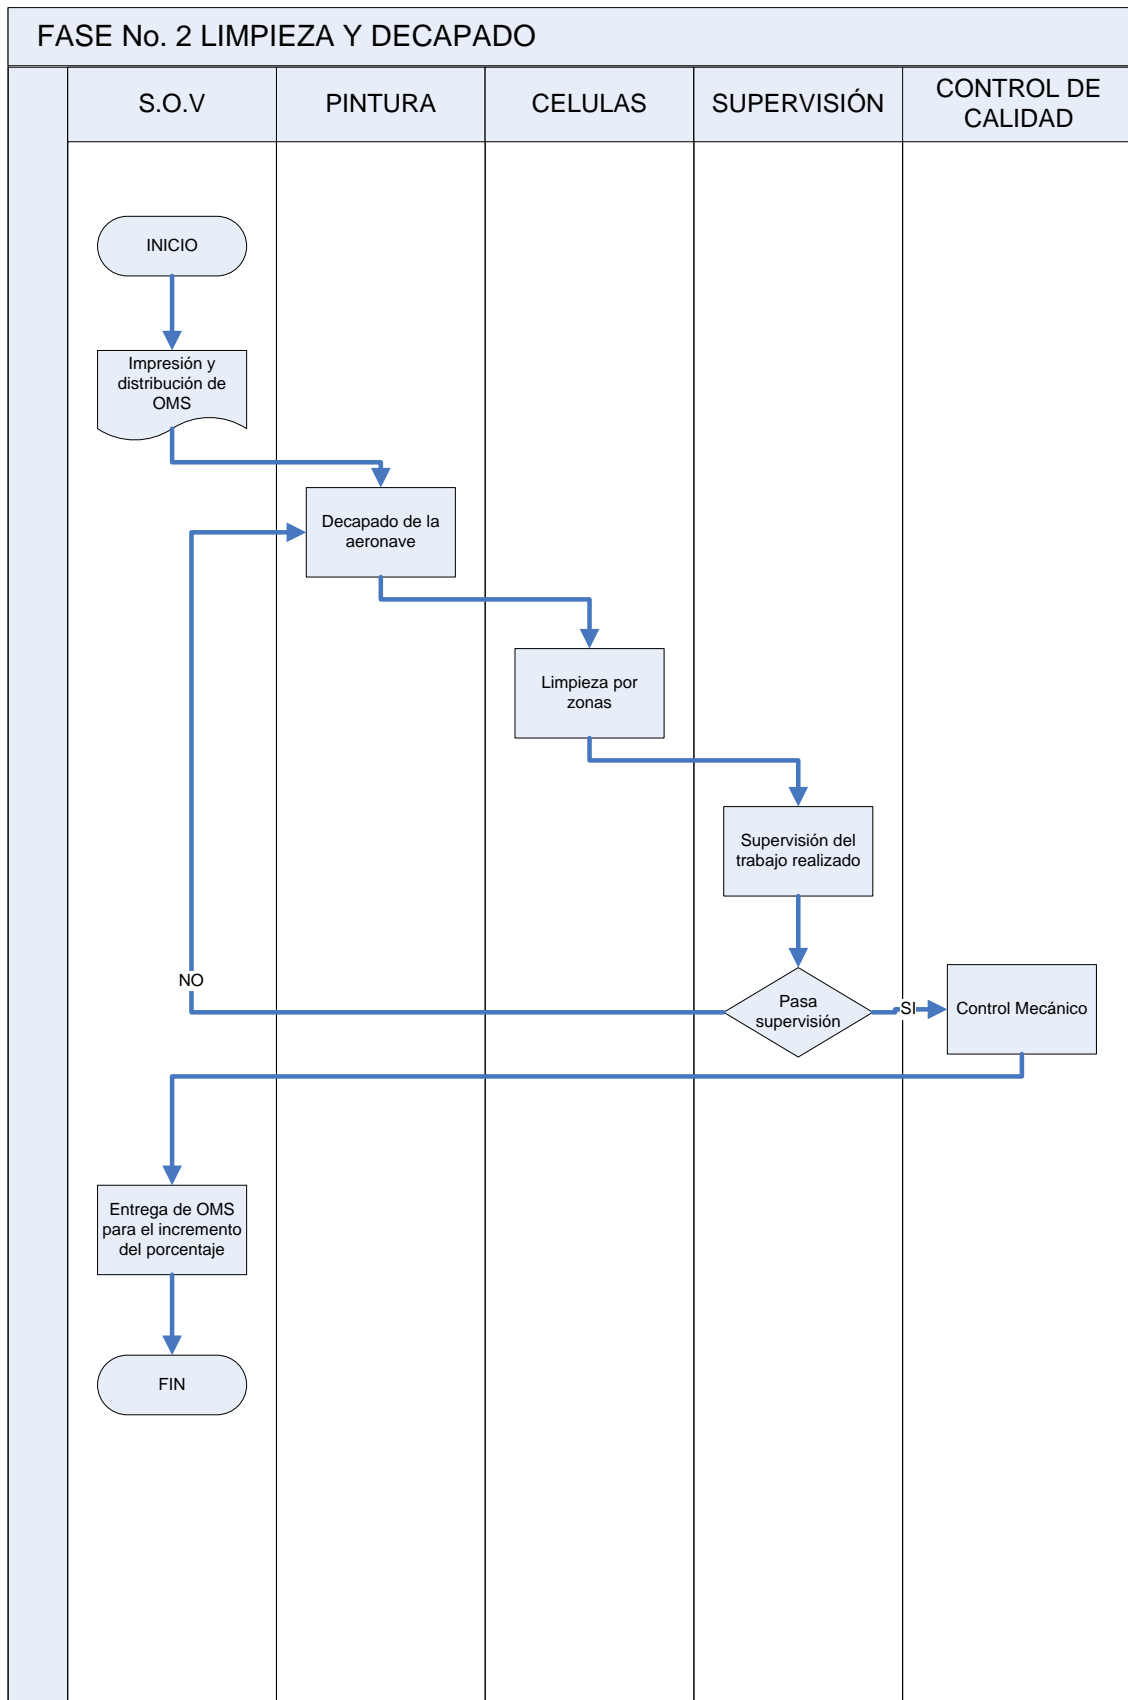 FASE No. 2 LIMPIEZA Y DECAPADO
S.O.V
PINTURA
CELULAS
SUPERVISIÓN
CONTROL DE
CALIDAD
INICIO
Impresión y
distribución de
OMS
Decapado de la
aeronave
Limpieza por
zonas
Supervisión del
trabajo realizado
NO
Pasa
supervisión
SI
Control Mecánico
Entrega de OMS
para el incremento
del porcentaje
FIN